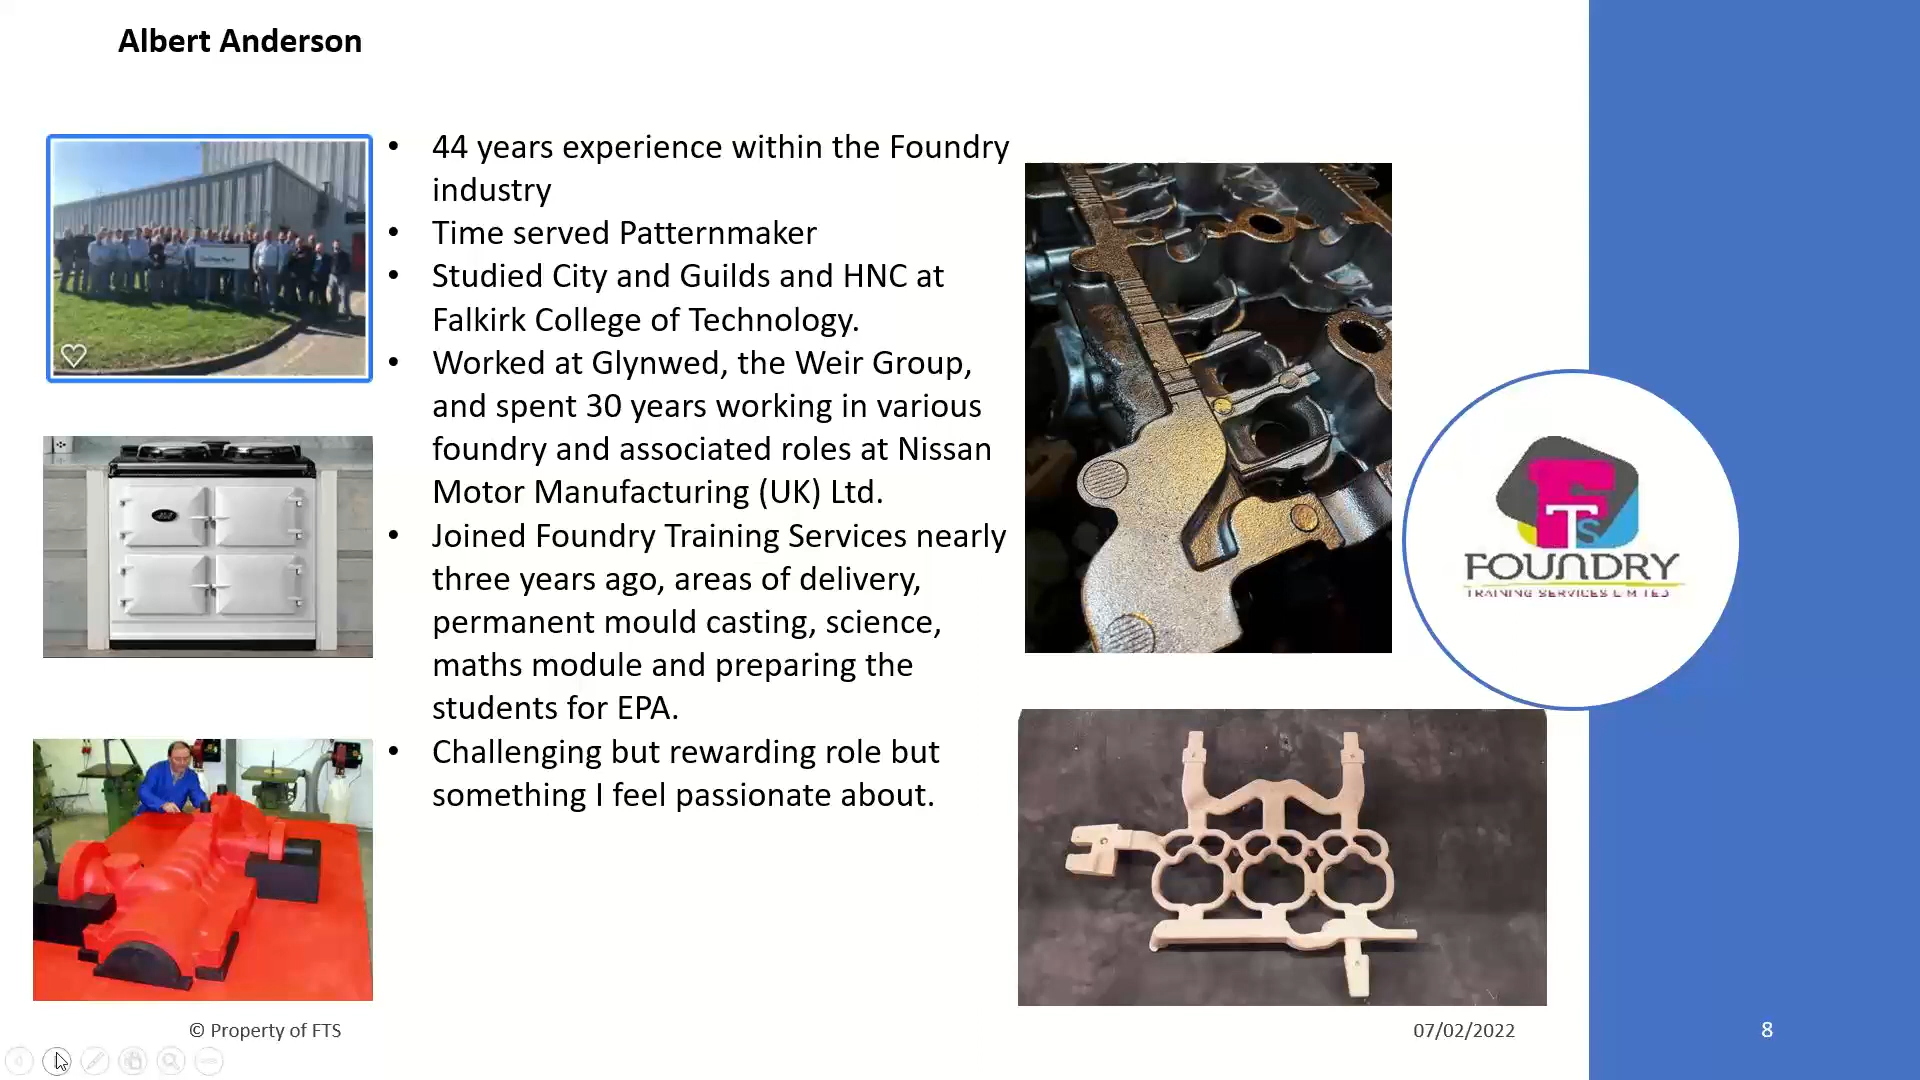 Albert Anderson
• 44 years experience within the Foundry
industry
• Time served Patternmaker
• Studied City and Guilds and HNC at
Falkirk College of Technology.
• Worked at Glynwed, the Weir Group,
and spent 30 years working in various
foundry and associated roles at Nissan
Motor Manufacturing (UK) Ltd.
• Joined Foundry Training Services nearly
three years ago, areas of delivery,
permanent mould casting, science,
maths module and preparing the
students for EPA.
• Challenging but rewarding role but
something I feel passionate about.
FTS
FOUNDRY
TRAINING SERVICES LIMITED
© Property of FTS
07/02/2022
8